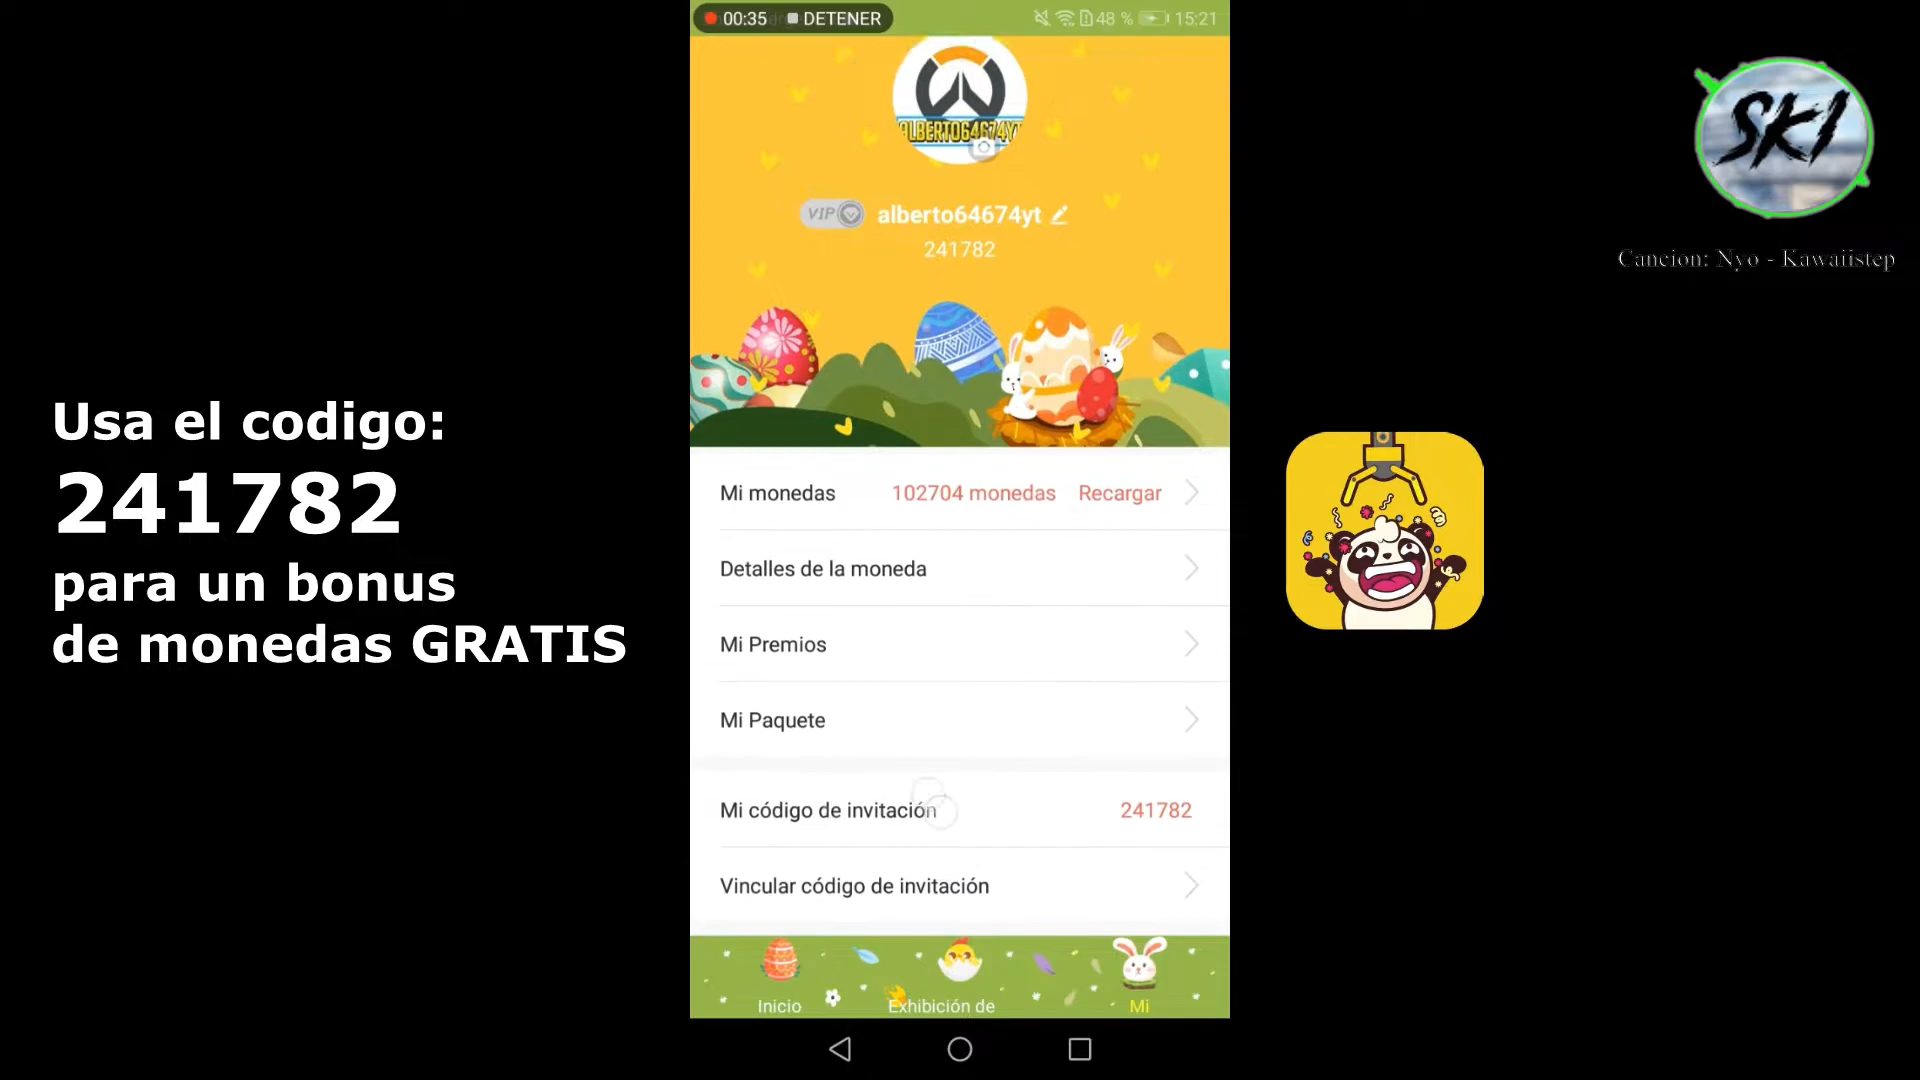 00:35 DETENER
48 % 15:21
ALBERTO64674YT
VIP alberto64674yt
241782
SKI
Cancion: Nyo - Kawaiistep
Usa el codigo:
241782
para un bonus
de monedas GRATIS
Mi monedas 102704 monedas Recargar
Detalles de la moneda
Mi Premios
Mi Paquete
Mi código de invitación 241782
Vincular código de invitación
Inicio Exhibición de Mi